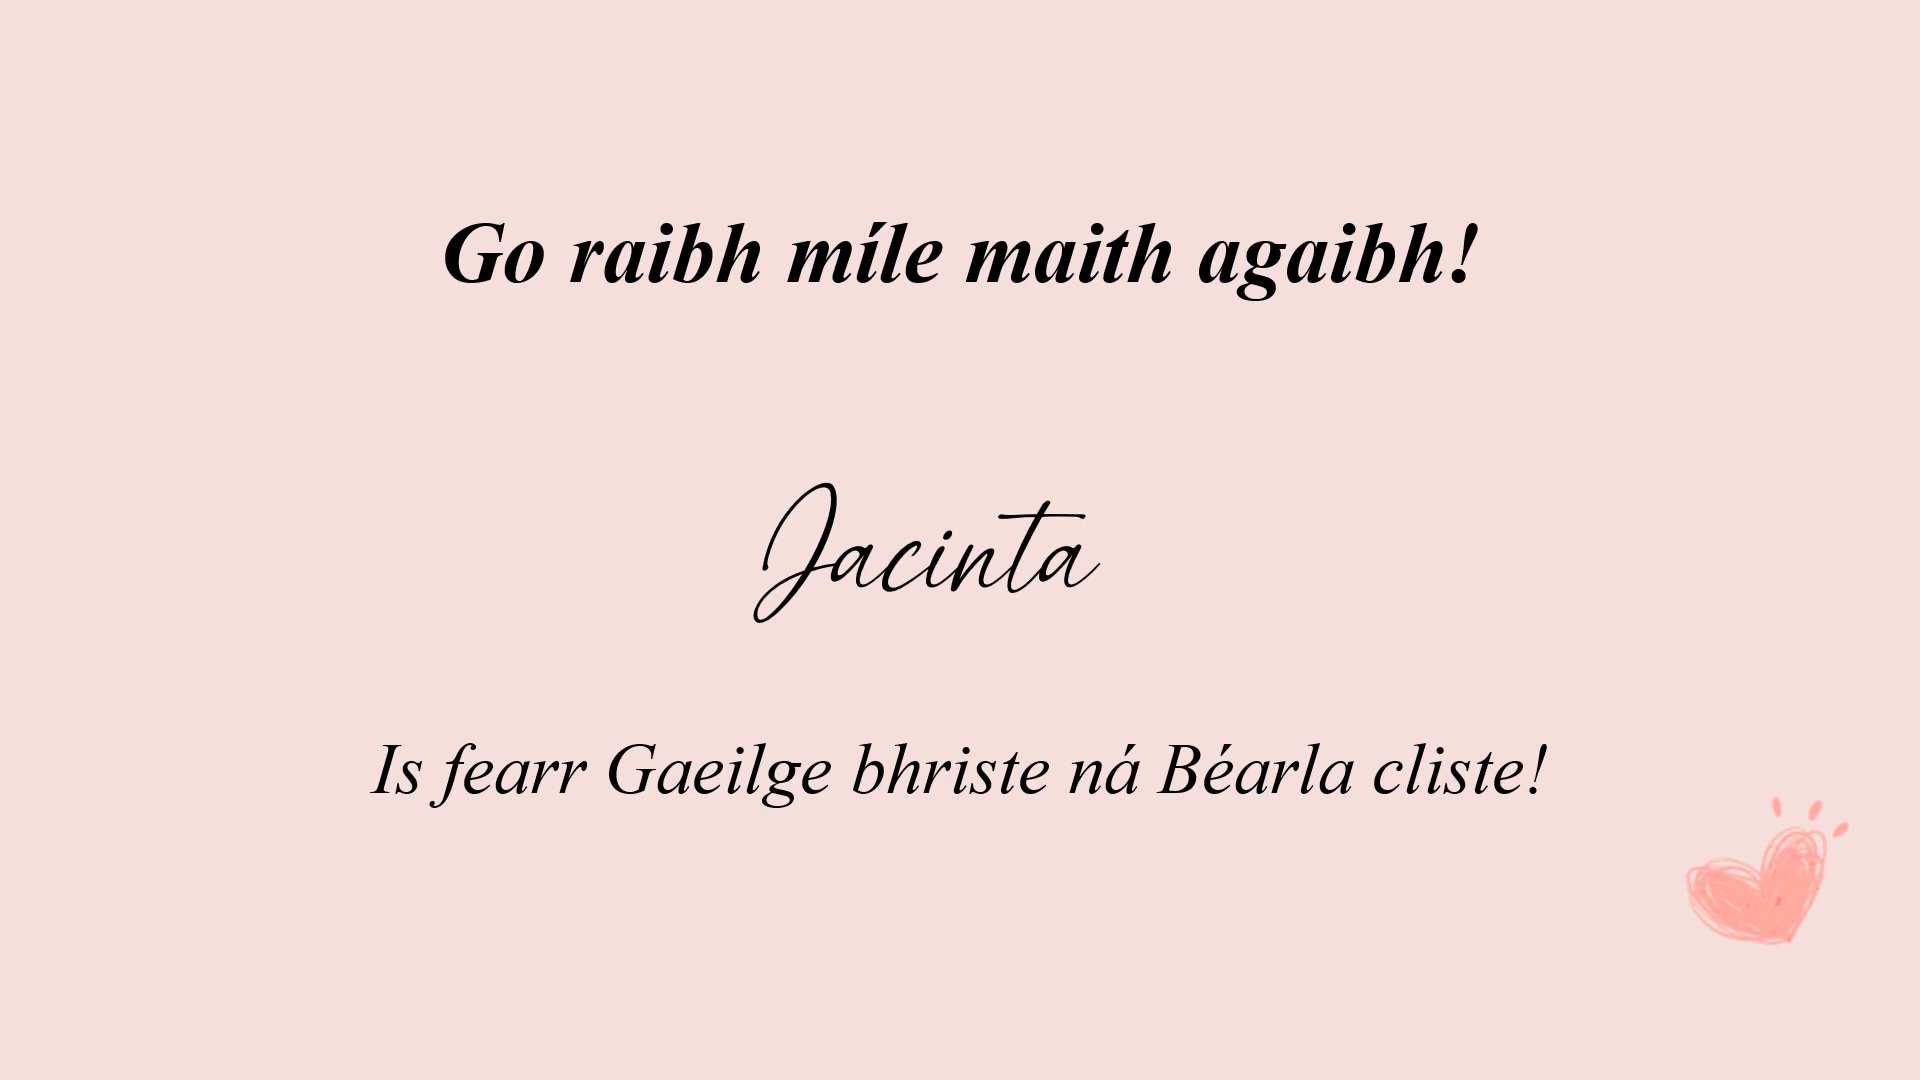 Go raibh míle maith agaibh!
Jacinta
Is fearr Gaeilge bhriste ná Béarla cliste!